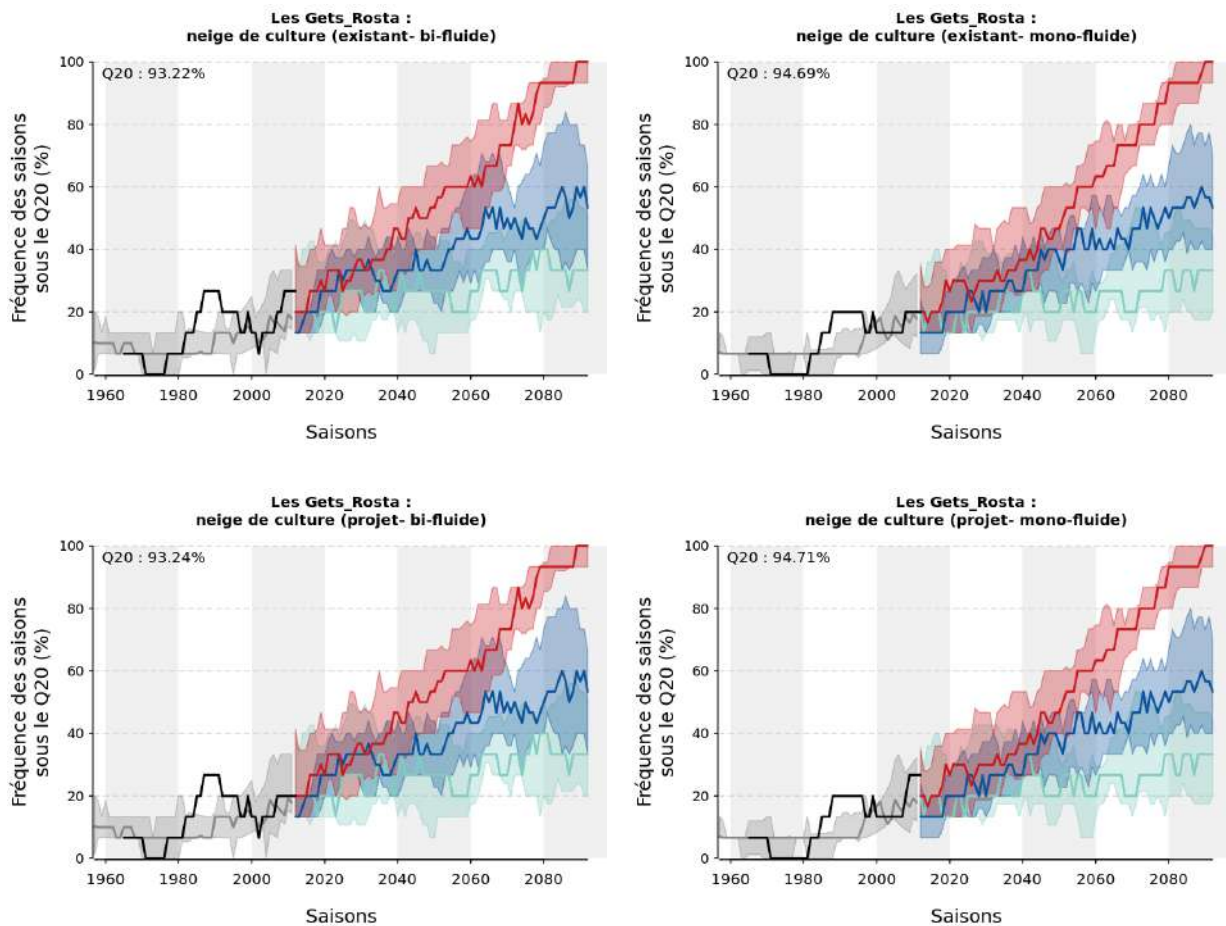 Les Gets_Rosta :
neige de culture (existant- bi-fluide)
Q20 : 93.22%
Fréquence des saisons
sous le Q20 (%)
100
80
60
40
20
0
1960 1980 2000 2020 2040 2060 2080
Saisons
Les Gets_Rosta :
neige de culture (existant- mono-fluide)
Q20 : 94.69%
Fréquence des saisons
sous le Q20 (%)
100
80
60
40
20
0
1960 1980 2000 2020 2040 2060 2080
Saisons
Les Gets_Rosta :
neige de culture (projet- bi-fluide)
Q20 : 93.24%
Fréquence des saisons
sous le Q20 (%)
100
80
60
40
20
0
1960 1980 2000 2020 2040 2060 2080
Saisons
Les Gets_Rosta :
neige de culture (projet- mono-fluide)
Q20 : 94.71%
Fréquence des saisons
sous le Q20 (%)
100
80
60
40
20
0
1960 1980 2000 2020 2040 2060 2080
Saisons